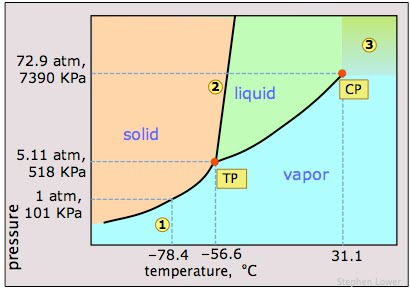 3
72.9 atm,
7390 KPa
2
CP
liquid
solid
5.11 atm,
518 KPa
TP
vapor
1 atm,
101 KPa
1
pressure
−78.4 −56.6 31.1
temperature, °C
Stephen Lower